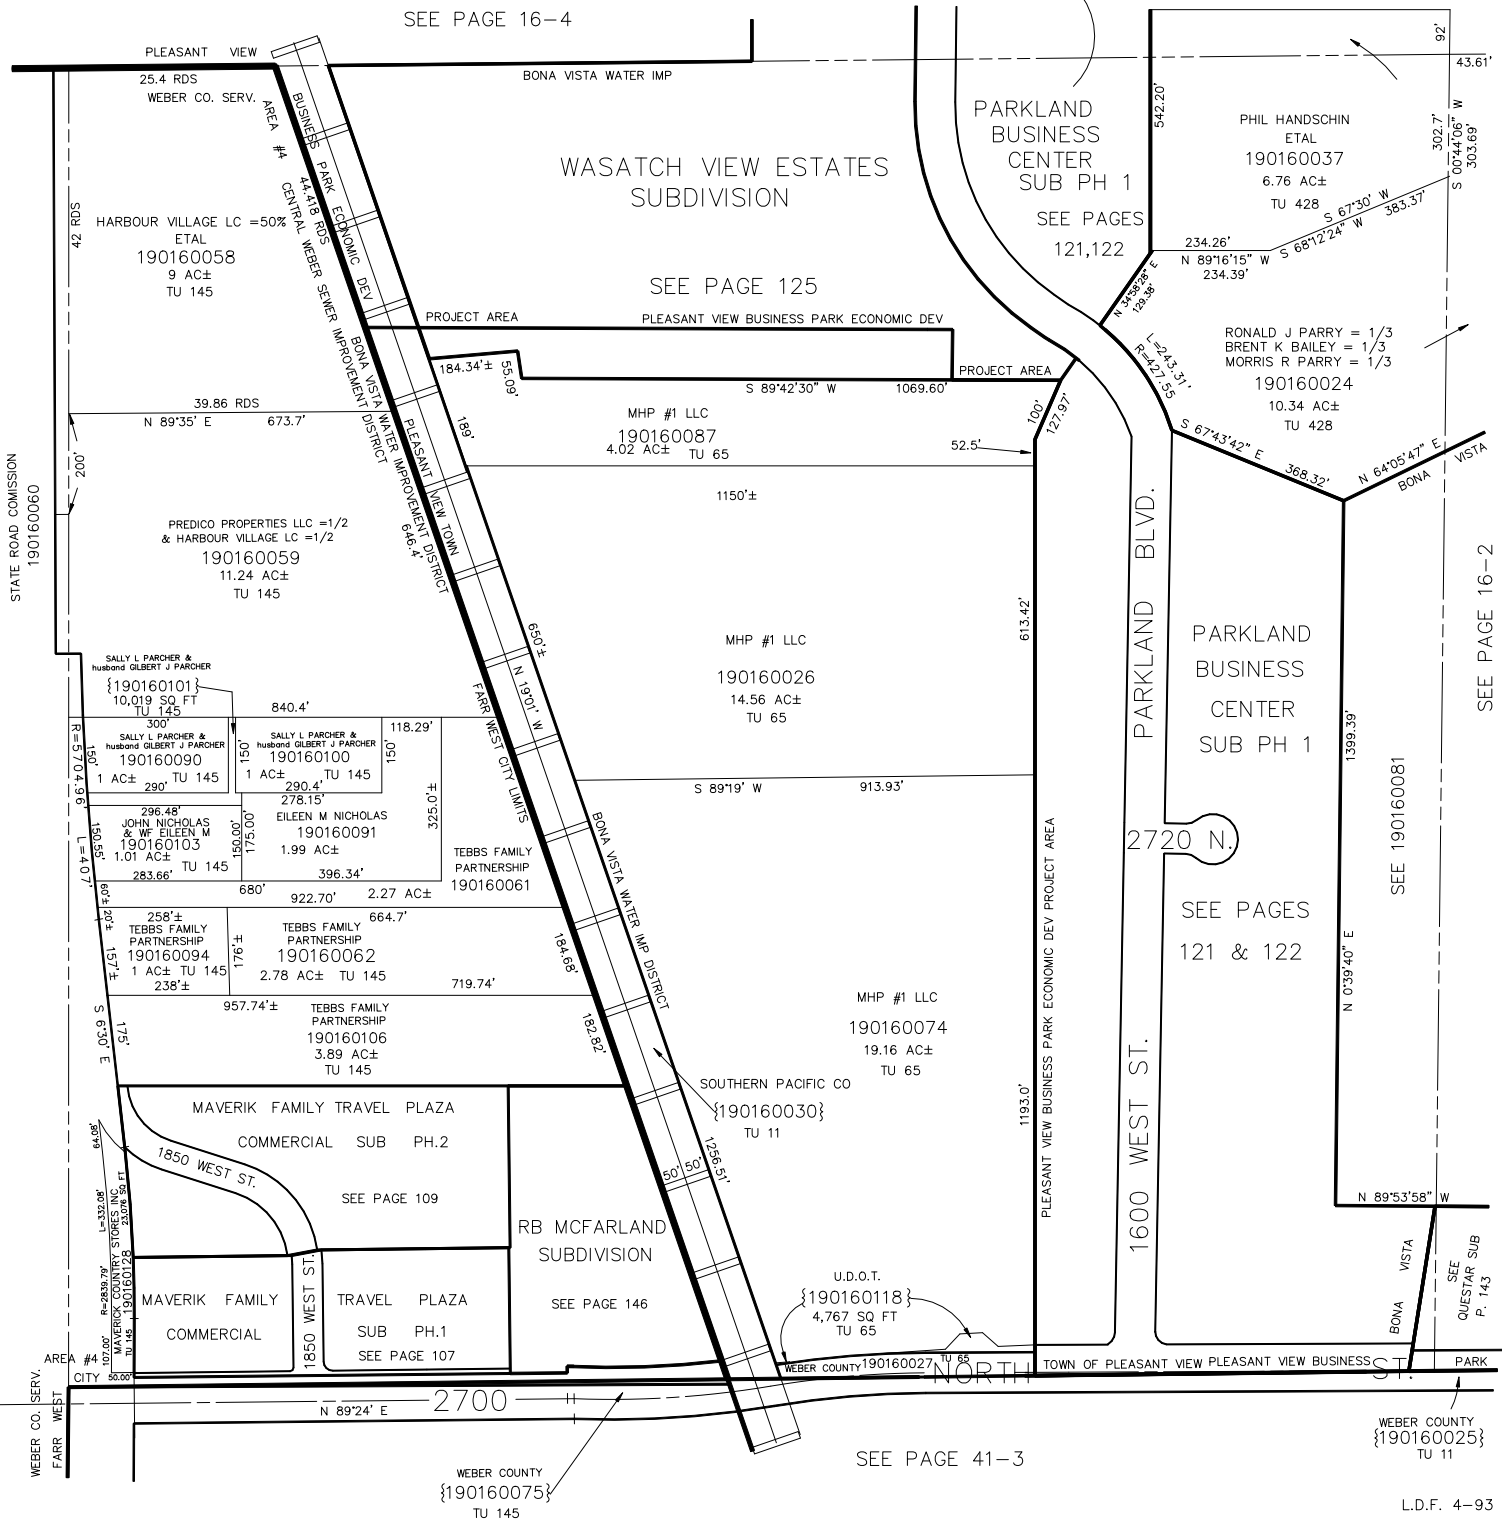 SEE PAGE 16-4
PLEASANT VIEW
25.4 RDS
WEBER CO. SERV.
AREA #4
BONA VISTA WATER IMP
92'
43.61'
542.20'
302.7'
S 00°44'06" W
303.69'
PHIL HANDSCHIN
ETAL
190160037
6.76 AC±
TU 428
S 67°30' W
S 68°12'24" W 383.37'
234.26'
N 89°16'15" W
234.39'
PARKLAND
BUSINESS
CENTER
SUB PH 1
SEE PAGES
121,122
WASATCH VIEW ESTATES
SUBDIVISION
SEE PAGE 125
N 34°58'28" E
129.38'
L=243.31'
R=427.55
RONALD J PARRY = 1/3
BRENT K BAILEY = 1/3
MORRIS R PARRY = 1/3
190160024
10.34 AC±
TU 428
42 RDS
HARBOUR VILLAGE LC =50%
ETAL
190160058
9 AC±
TU 145
BUSINESS PARK ECONOMIC DEV
44.418 RDS
CENTRAL WEBER SEWER IMPROVEMENT DISTRICT
PROJECT AREA
PLEASANT VIEW BUSINESS PARK ECONOMIC DEV
PROJECT AREA
184.34'±
55.09'
S 89°42'30" W 1069.60'
100'
127.97'
39.86 RDS
N 89°35' E 673.7'
BONA VISTA WATER IMPROVEMENT DISTRICT
PLEASANT VIEW TOWN
646.4'
189'
MHP #1 LLC
190160087
4.02 AC± TU 65
52.5'
1150'±
S 67°43'42" E 368.32'
N 64°05'47" E
BONA VISTA
STATE ROAD COMISSION
190160060
200'
PREDICO PROPERTIES LLC =1/2
& HARBOUR VILLAGE LC =1/2
190160059
11.24 AC±
TU 145
SEE PAGE 16-2
PARKLAND BLVD.
613.42'
650'±
N 19°01' W
FARR WEST CITY LIMITS
MHP #1 LLC
190160026
14.56 AC±
TU 65
PARKLAND
BUSINESS
CENTER
SUB PH 1
1399.39'
SEE 190160081
SALLY L PARCHER &
husband GILBERT J PARCHER
{190160101}
10,019 SQ FT
TU 145
840.4'
300'
SALLY L PARCHER &
husband GILBERT J PARCHER
190160090
1 AC± TU 145
290'
150'
R=5704.96'
150'
SALLY L PARCHER &
husband GILBERT J PARCHER
190160100
1 AC± TU 145
290.4'
118.29'
150'
278.15'
325.0'±
S 89°19' W 913.93'
296.48'
JOHN NICHOLAS
& WF EILEEN M
190160103
1.01 AC±
TU 145
283.66'
150.55'
L=407'
150.00'
175.00'
EILEEN M NICHOLAS
190160091
1.99 AC±
396.34'
TEBBS FAMILY
PARTNERSHIP
190160061
680'
2.27 AC±
922.70'
60'±
20'±
BONA VISTA WATER IMP DISTRICT
2720 N.
SEE PAGES
121 & 122
258'±
TEBBS FAMILY
PARTNERSHIP
190160094
1 AC± TU 145
238'±
157'±
176'±
664.7'
TEBBS FAMILY
PARTNERSHIP
190160062
2.78 AC± TU 145
719.74'
184.68'
957.74'±
S 6°30' E
175'
TEBBS FAMILY
PARTNERSHIP
190160106
3.89 AC±
TU 145
182.82'
MHP #1 LLC
190160074
19.16 AC±
TU 65
PLEASANT VIEW BUSINESS PARK ECONOMIC DEV PROJECT AREA
1193.0'
1600 WEST ST.
N 0°39'40" E
SOUTHERN PACIFIC CO
{190160030}
TU 11
MAVERIK FAMILY TRAVEL PLAZA
COMMERCIAL SUB PH.2
SEE PAGE 109
1850 WEST ST.
64.08'
L=332.08'
R=2839.79'
107.00'
MAVERICK COUNTRY STORES INC
23,076 SQ FT
TU 145 190160128
50.00'
50' 50'
1256.51'
RB MCFARLAND
SUBDIVISION
SEE PAGE 146
N 89°53'58" W
BONA VISTA
SEE
QUESTAR SUB
P. 143
MAVERIK FAMILY
COMMERCIAL
1850 WEST ST.
TRAVEL PLAZA
SUB PH.1
SEE PAGE 107
U.D.O.T.
{190160118}
4,767 SQ FT
TU 65
WEBER COUNTY 190160027 TU 65
AREA #4
CITY
WEBER CO. SERV.
FARR WEST
2700 NORTH ST.
TOWN OF PLEASANT VIEW PLEASANT VIEW BUSINESS PARK
N 89°24' E
WEBER COUNTY
{190160025}
TU 11
SEE PAGE 41-3
WEBER COUNTY
{190160075}
TU 145
L.D.F. 4-93